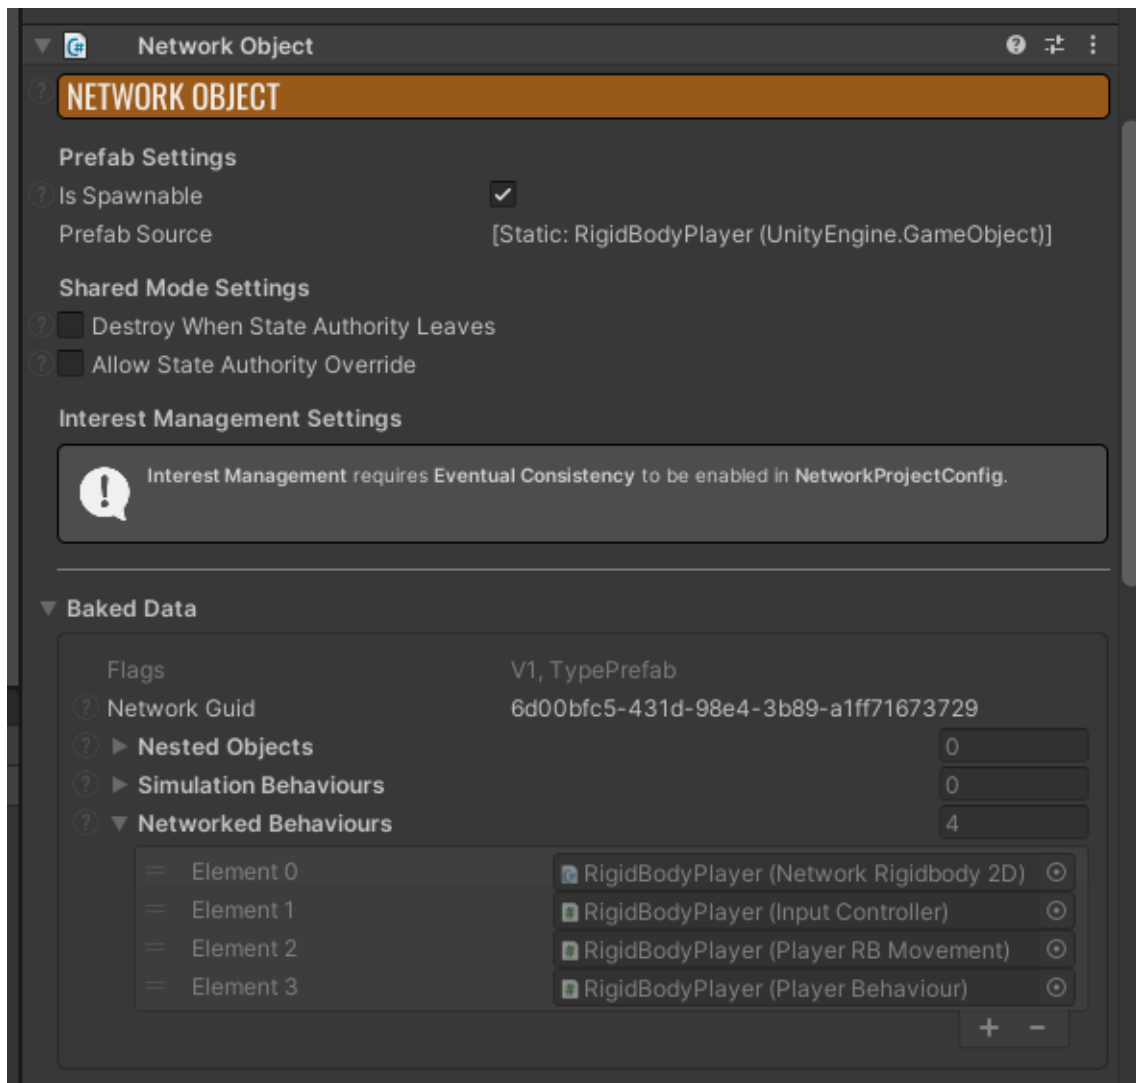 Network Object
NETWORK OBJECT
Prefab Settings
Is Spawnable
Prefab Source [Static: RigidBodyPlayer (UnityEngine.GameObject)]
Shared Mode Settings
Destroy When State Authority Leaves
Allow State Authority Override
Interest Management Settings
Interest Management requires Eventual Consistency to be enabled in NetworkProjectConfig.
Baked Data
Flags V1, TypePrefab
Network Guid 6d00bfc5-431d-98e4-3b89-a1ff71673729
Nested Objects 0
Simulation Behaviours 0
Networked Behaviours 4
Element 0 RigidBodyPlayer (Network Rigidbody 2D)
Element 1 RigidBodyPlayer (Input Controller)
Element 2 RigidBodyPlayer (Player RB Movement)
Element 3 RigidBodyPlayer (Player Behaviour)